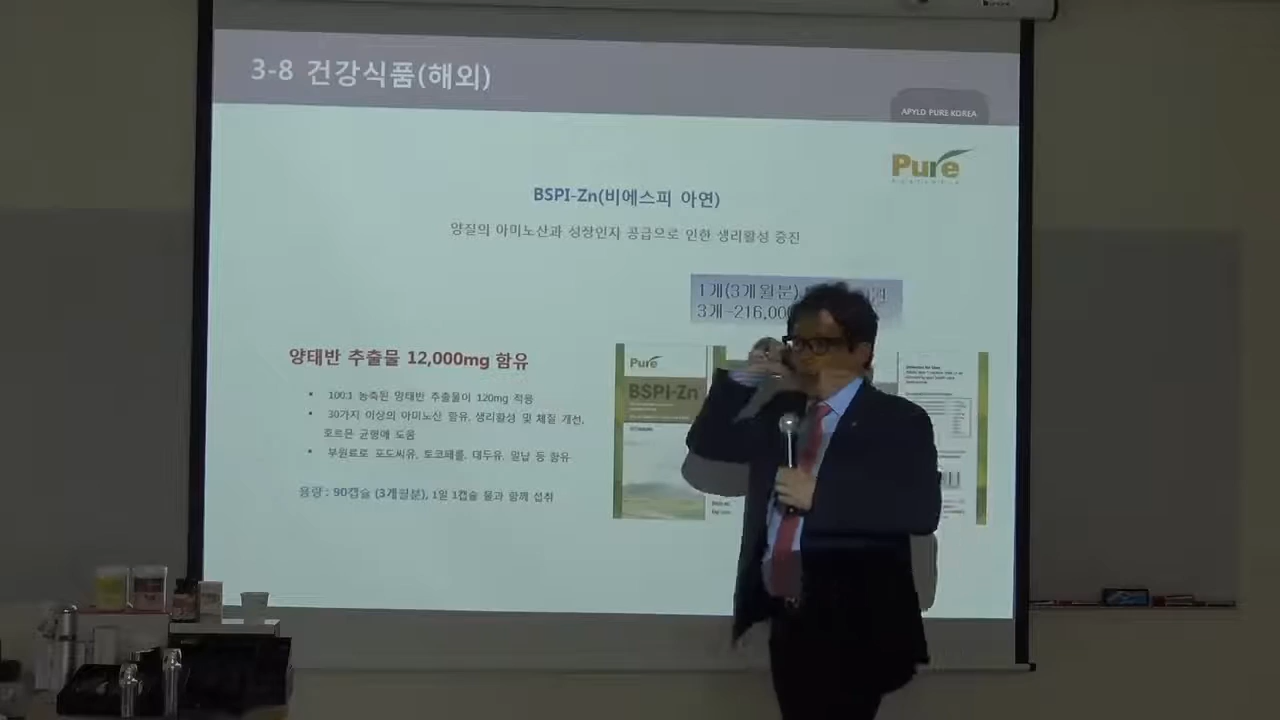 3-8 건강식품(해외)
APYLD PURE KOREA
Pure
BSPI-Zn(비에스피 아연)
양질의 아미노산과 성장인자 공급으로 인한 생리활성 증진
1개(3개월분)
3개-216,000
양태반 추출물 12,000mg 함유
100:1 농축된 양태반 추출물이 120mg 적용
30가지 이상의 아미노산 함유, 생리활성 및 체질 개선,
호르몬 균형에 도움
부원료로 포도씨유, 토코페롤, 대두유, 밀납 등 함유
용량 : 90캡슐 (3개월분), 1일 1캡슐 물과 함께 섭취
Pure
BSPI-Zn